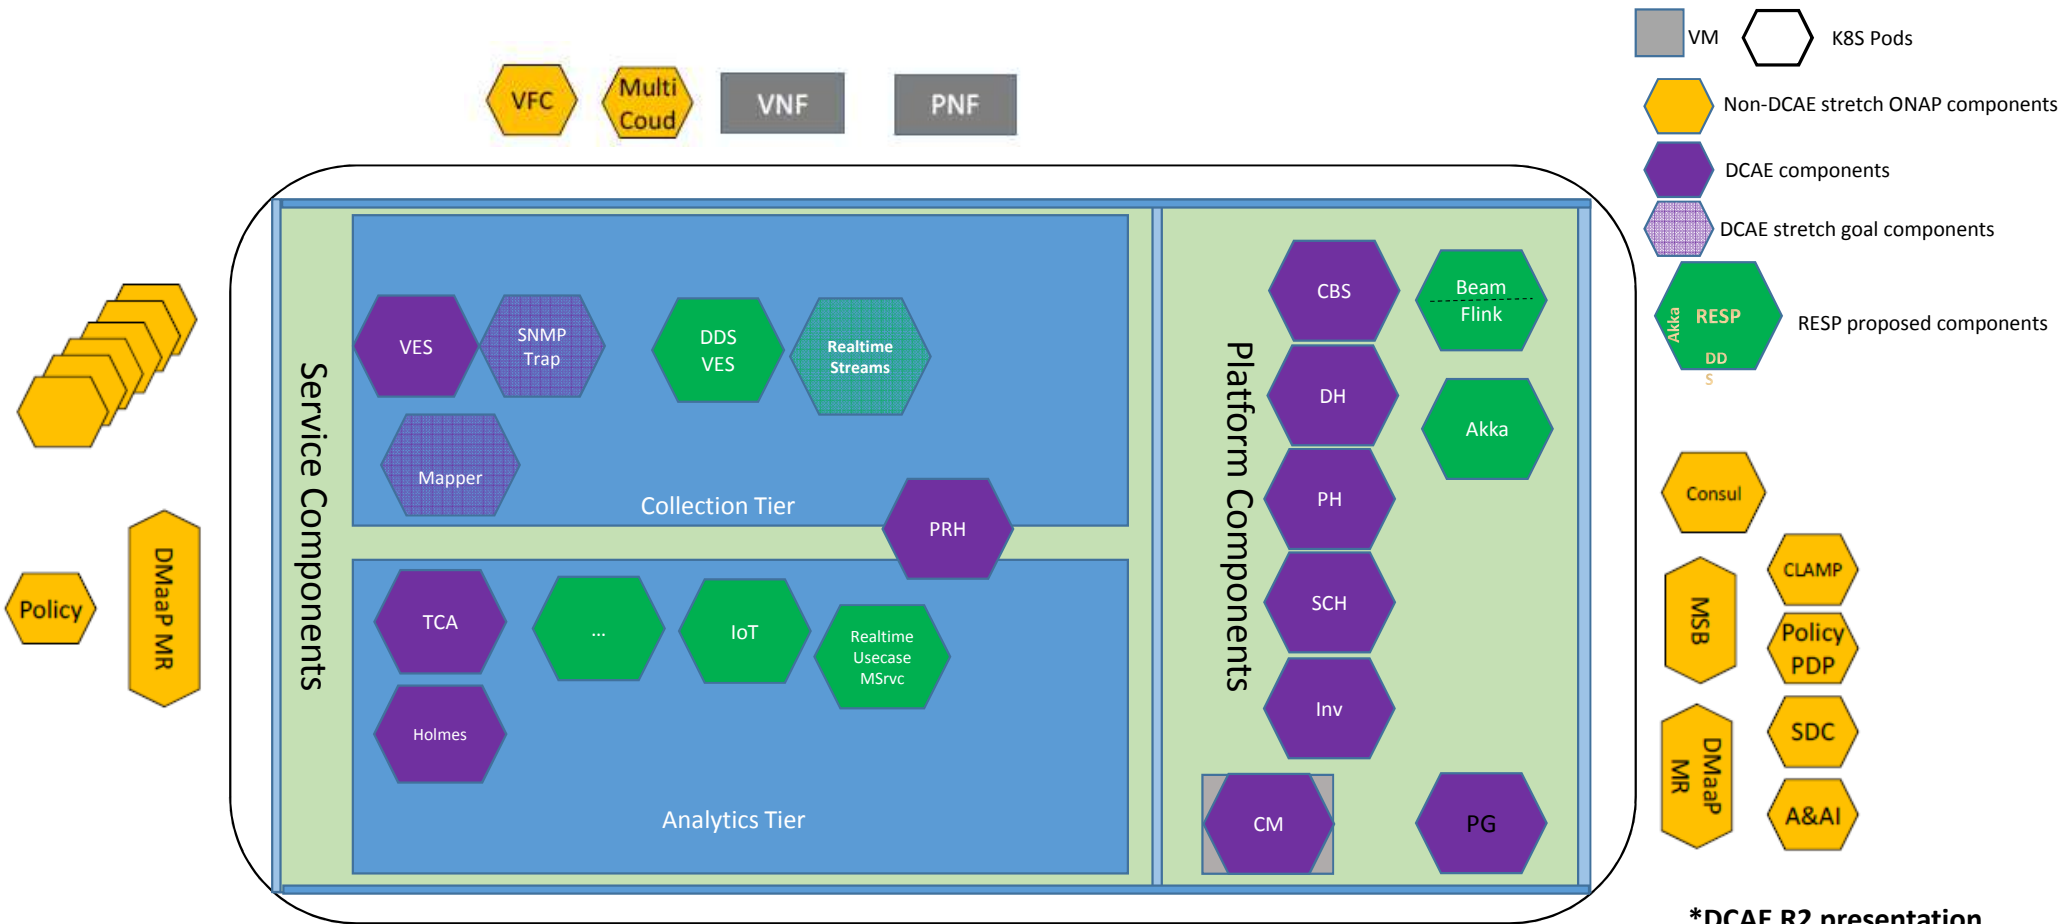 VM
K8S Pods
VFC
Multi
Coud
VNF
PNF
Non-DCAE stretch ONAP components
DCAE components
DCAE stretch goal components
Akka
RESP
DD
S
RESP proposed components
Service Components
VES
SNMP
Trap
DDS
VES
Realtime
Streams
Mapper
Collection Tier
PRH
TCA
...
IoT
Realtime
Usecase
MSrvc
Holmes
Analytics Tier
Platform Components
CBS
Beam
Flink
DH
Akka
PH
SCH
Inv
CM
PG
Policy
DMaaP MR
Consul
MSB
CLAMP
Policy
PDP
DMaaP
MR
SDC
A&AI
*DCAE R2 presentation